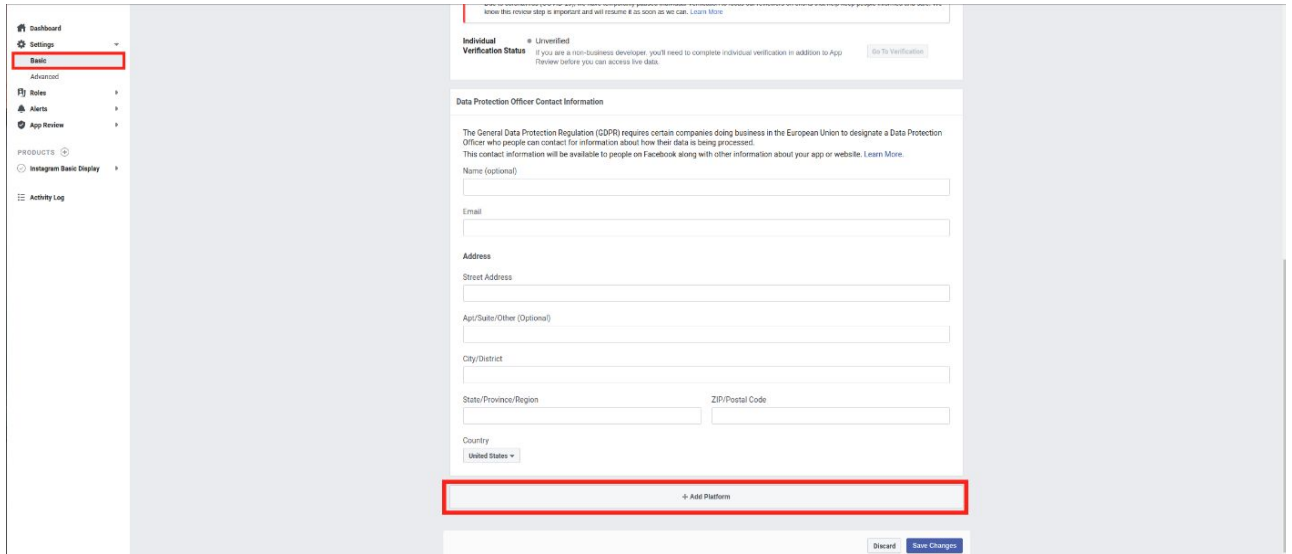 Dashboard
Settings
Basic
Advanced
Roles
Alerts
App Review
PRODUCTS
Instagram Basic Display
Activity Log
know this review step is important and will resume it as soon as we can. Learn More
Individual
Verification Status
Unverified
If you are a non-business developer, you'll need to complete individual verification in addition to App
Review before you can access live data.
Go To Verification
Data Protection Officer Contact Information
The General Data Protection Regulation (GDPR) requires certain companies doing business in the European Union to designate a Data Protection
Officer who people can contact for information about how their data is being processed.
This contact information will be available to people on Facebook along with other information about your app or website. Learn More.
Name (optional)
Email
Address
Street Address
Apt/Suite/Other (Optional)
City/District
State/Province/Region
ZIP/Postal Code
Country
United States
+ Add Platform
Discard
Save Changes